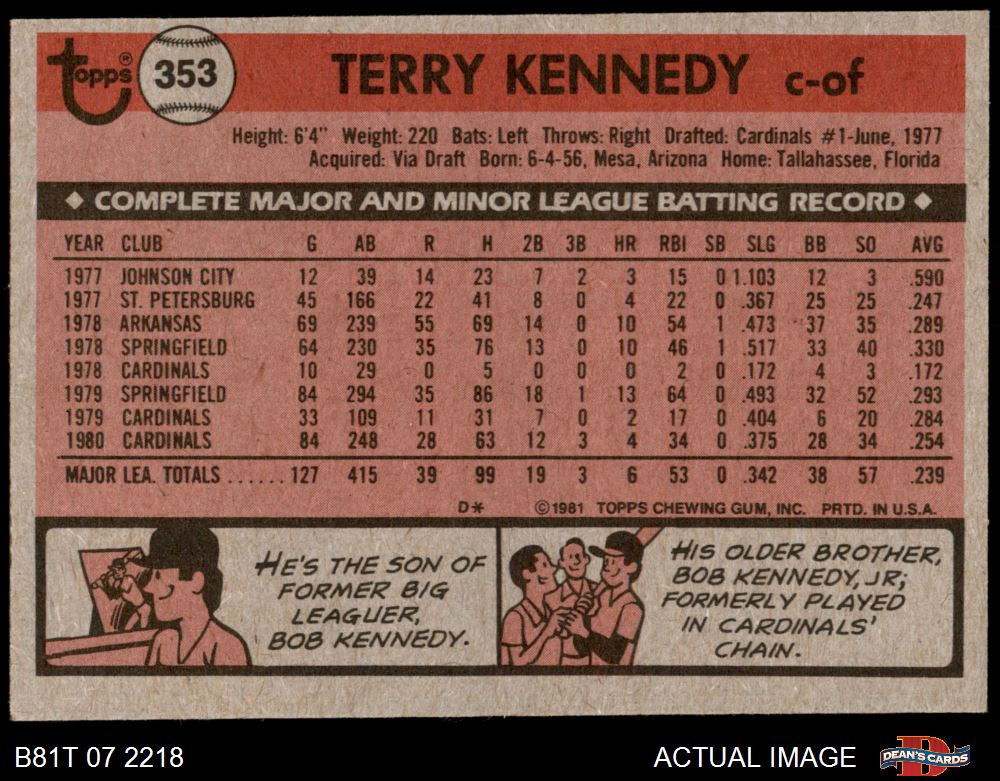 topps® 353 TERRY KENNEDY c-of
Height: 6'4" Weight: 220 Bats: Left Throws: Right Drafted: Cardinals #1-June, 1977
Acquired: Via Draft Born: 6-4-56, Mesa, Arizona Home: Tallahassee, Florida
◆ COMPLETE MAJOR AND MINOR LEAGUE BATTING RECORD ◆
YEAR CLUB G AB R H 2B 3B HR RBI SB SLG BB SO AVG
1977 JOHNSON CITY 12 39 14 23 7 2 3 15 0 1.103 12 3 .590
1977 ST. PETERSBURG 45 166 22 41 8 0 4 22 0 .367 25 25 .247
1978 ARKANSAS 69 239 55 69 14 0 10 54 1 .473 37 35 .289
1978 SPRINGFIELD 64 230 35 76 13 0 10 46 1 .517 33 40 .330
1978 CARDINALS 10 29 0 5 0 0 0 2 0 .172 4 3 .172
1979 SPRINGFIELD 84 294 35 86 18 1 13 64 0 .493 32 52 .293
1979 CARDINALS 33 109 11 31 7 0 2 17 0 .404 6 20 .284
1980 CARDINALS 84 248 28 63 12 3 4 34 0 .375 28 34 .254
MAJOR LEA. TOTALS ...... 127 415 39 99 19 3 6 53 0 .342 38 57 .239
D* ©1981 TOPPS CHEWING GUM, INC. PRTD. IN U.S.A.
HE'S THE SON OF
FORMER BIG
LEAGUER,
BOB KENNEDY.
HIS OLDER BROTHER,
BOB KENNEDY, JR;
FORMERLY PLAYED
IN CARDINALS'
CHAIN.
B81T 07 2218 ACTUAL IMAGE DEAN'S CARDS